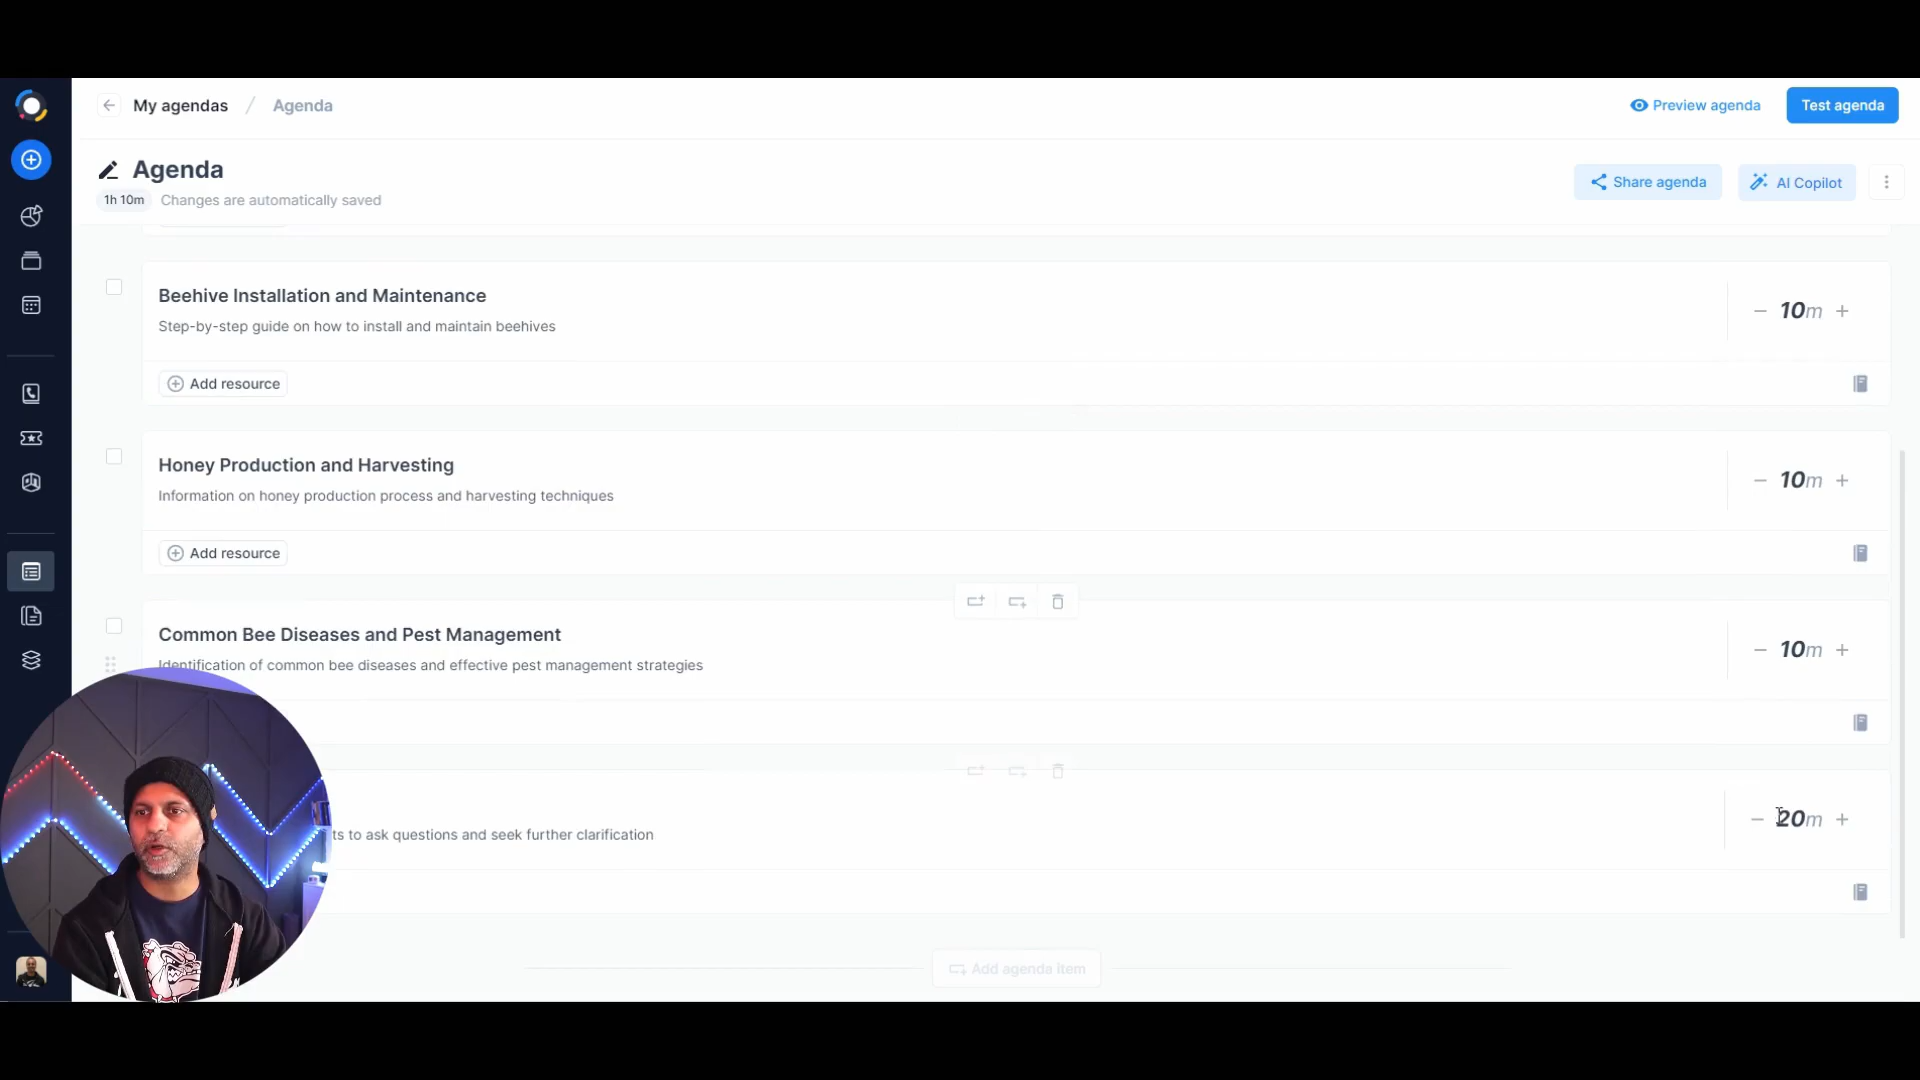 My agendas / Agenda
Preview agenda
Test agenda
Agenda
1h 10m
Changes are automatically saved
Share agenda
AI Copilot
Beehive Installation and Maintenance
Step-by-step guide on how to install and maintain beehives
10m
Add resource
Honey Production and Harvesting
Information on honey production process and harvesting techniques
10m
Add resource
Common Bee Diseases and Pest Management
Identification of common bee diseases and effective pest management strategies
10m
to ask questions and seek further clarification
20m
Add agenda item